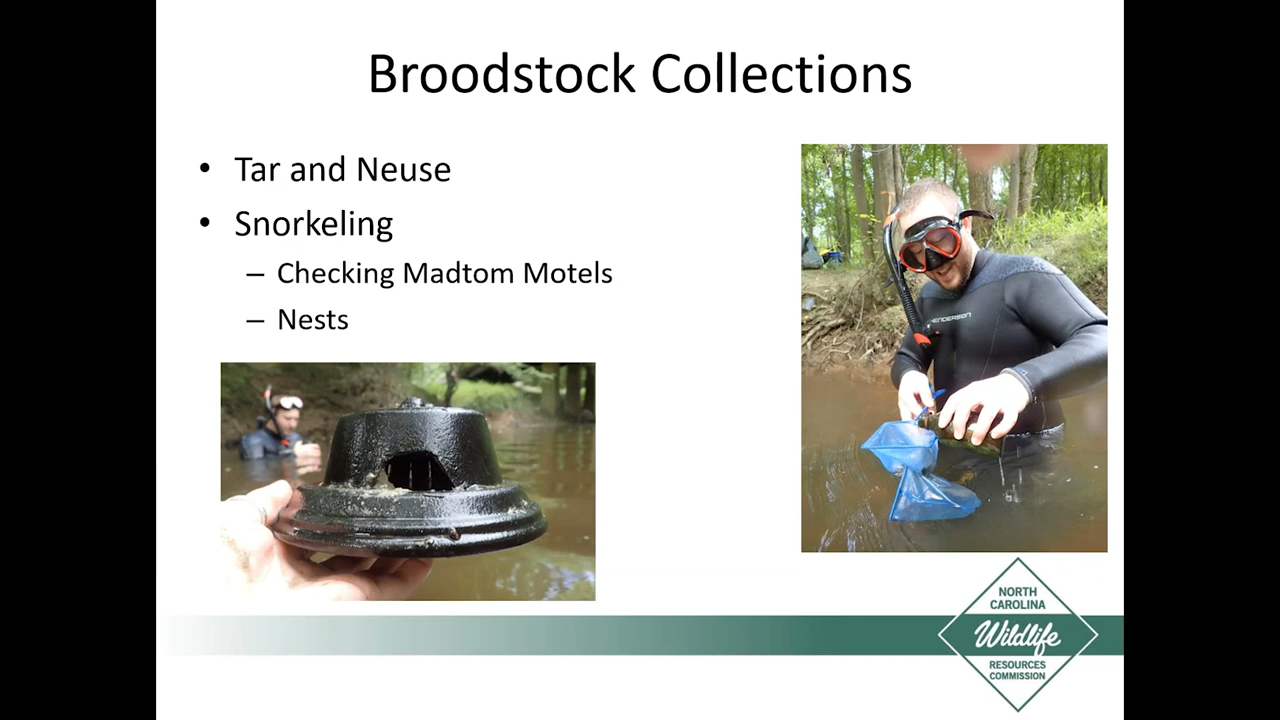 Broodstock Collections
• Tar and Neuse
• Snorkeling
– Checking Madtom Motels
– Nests
HENDERSON
NORTH
CAROLINA
Wildlife
RESOURCES
COMMISSION